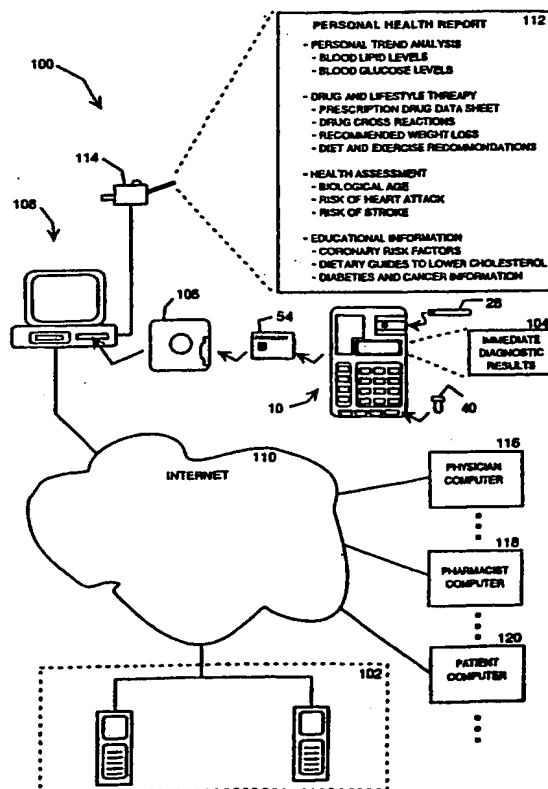 PERSONAL HEALTH REPORT
112
- PERSONAL TREND ANALYSIS
- BLOOD LIPID LEVELS
- BLOOD GLUCOSE LEVELS
- DRUG AND LIFESTYLE THREAPY
- PRESCRIPTION DRUG DATA SHEET
- DRUG CROSS REACTIONS
- RECOMMENDED WEIGHT LOSS
- DIET AND EXERCISE RECOMMONDATIONS
- HEALTH ASSESSMENT
- BIOLOGICAL AGE
- RISK OF HEART ATTACK
- RISK OF STROKE
- EDUCATIONAL INFORMATION
- CORONARY RISK FACTORS
- DIETARY GUIDES TO LOWER CHOLESTEROL
- DIABETIES AND CANCER INFORMATION
100
114
108
106
54
28
104
IMMEDIATE
DIAGNOSTIC
RESULTS
10
40
110
INTERNET
116
PHYSICIAN
COMPUTER
118
PHARMACIST
COMPUTER
120
PATIENT
COMPUTER
102